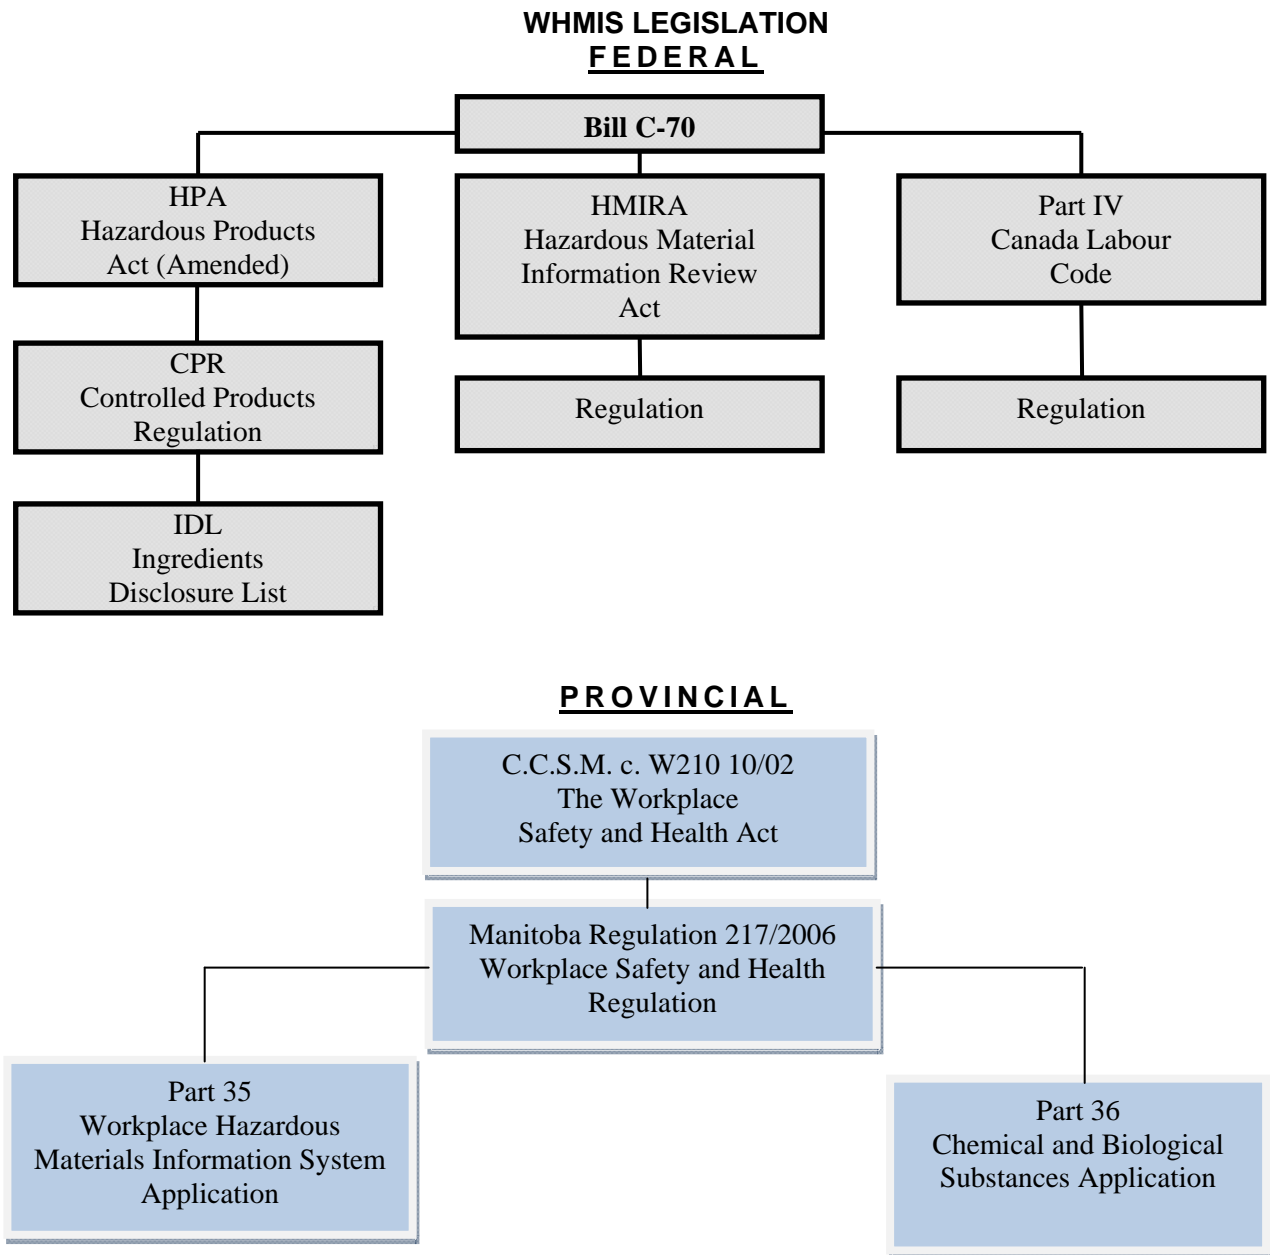 WHMIS LEGISLATION
FEDERAL
Bill C-70
HPA
Hazardous Products
Act (Amended)
HMIRA
Hazardous Material
Information Review
Act
Part IV
Canada Labour
Code
CPR
Controlled Products
Regulation
Regulation
Regulation
IDL
Ingredients
Disclosure List
PROVINCIAL
C.C.S.M. c. W210 10/02
The Workplace
Safety and Health Act
Manitoba Regulation 217/2006
Workplace Safety and Health
Regulation
Part 35
Workplace Hazardous
Materials Information System
Application
Part 36
Chemical and Biological
Substances Application